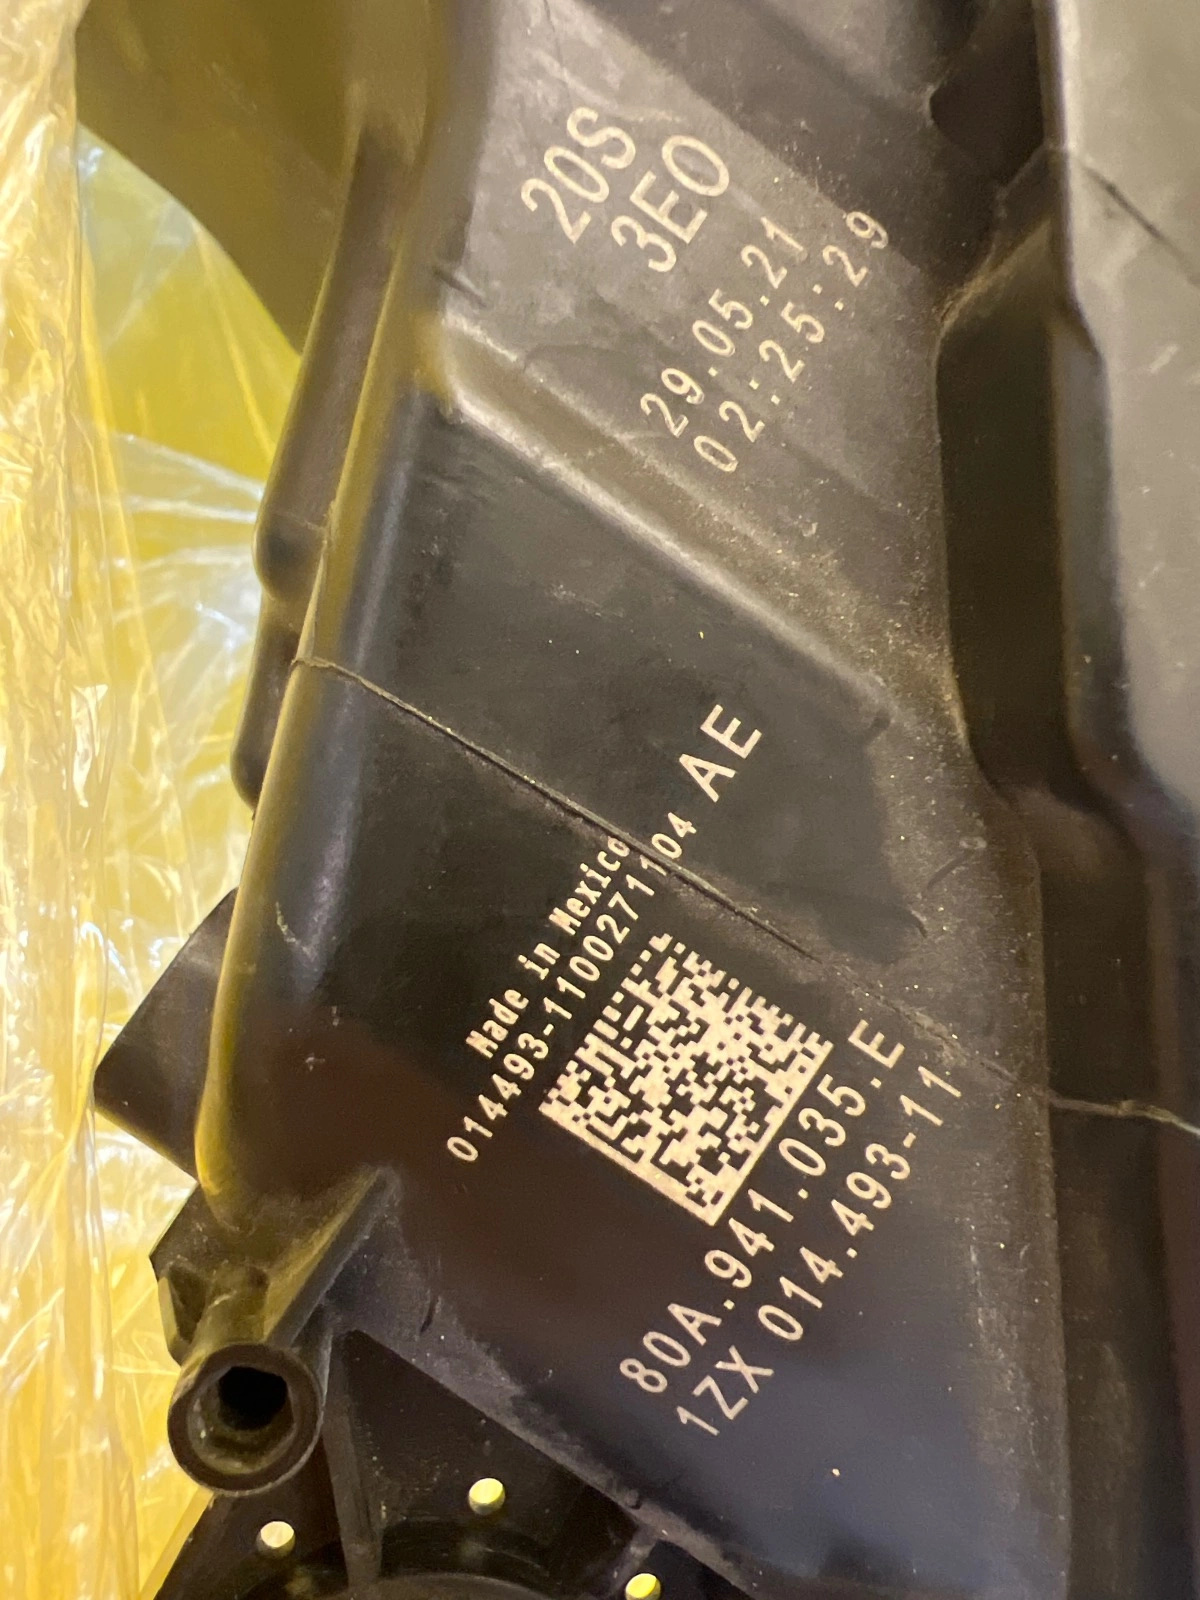 20S
3E0
29.05.21
02:25:29
Made in Mexico
014493-1100271104 AE
80A.941.035.E
1ZX 014.493-11